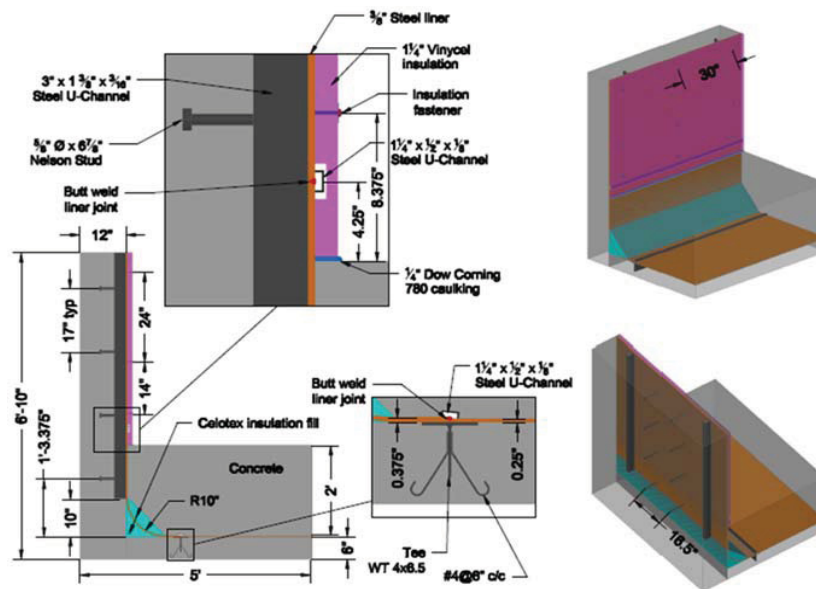 ⅜" Steel liner
1¼" Vinycel
insulation
3" x 1 ⅜" x ³⁄₁₆"
Steel U-Channel
Insulation
fastener
⅝" Ø x 6⅞"
Nelson Stud
1¼" x ½" x ⅛"
Steel U-Channel
Butt weld
liner joint
8.375"
4.25"
¼" Dow Corning
780 caulking
30"
12"
17" typ
24"
14"
6'-10"
1'-3.375"
10"
Celotex insulation fill
Concrete
R10"
2'
6"
5'
1¼" x ½" x ⅛"
Steel U-Channel
Butt weld
liner joint
0.375"
0.25"
Tee
WT 4x6.5
#4@6" c/c
16.5"